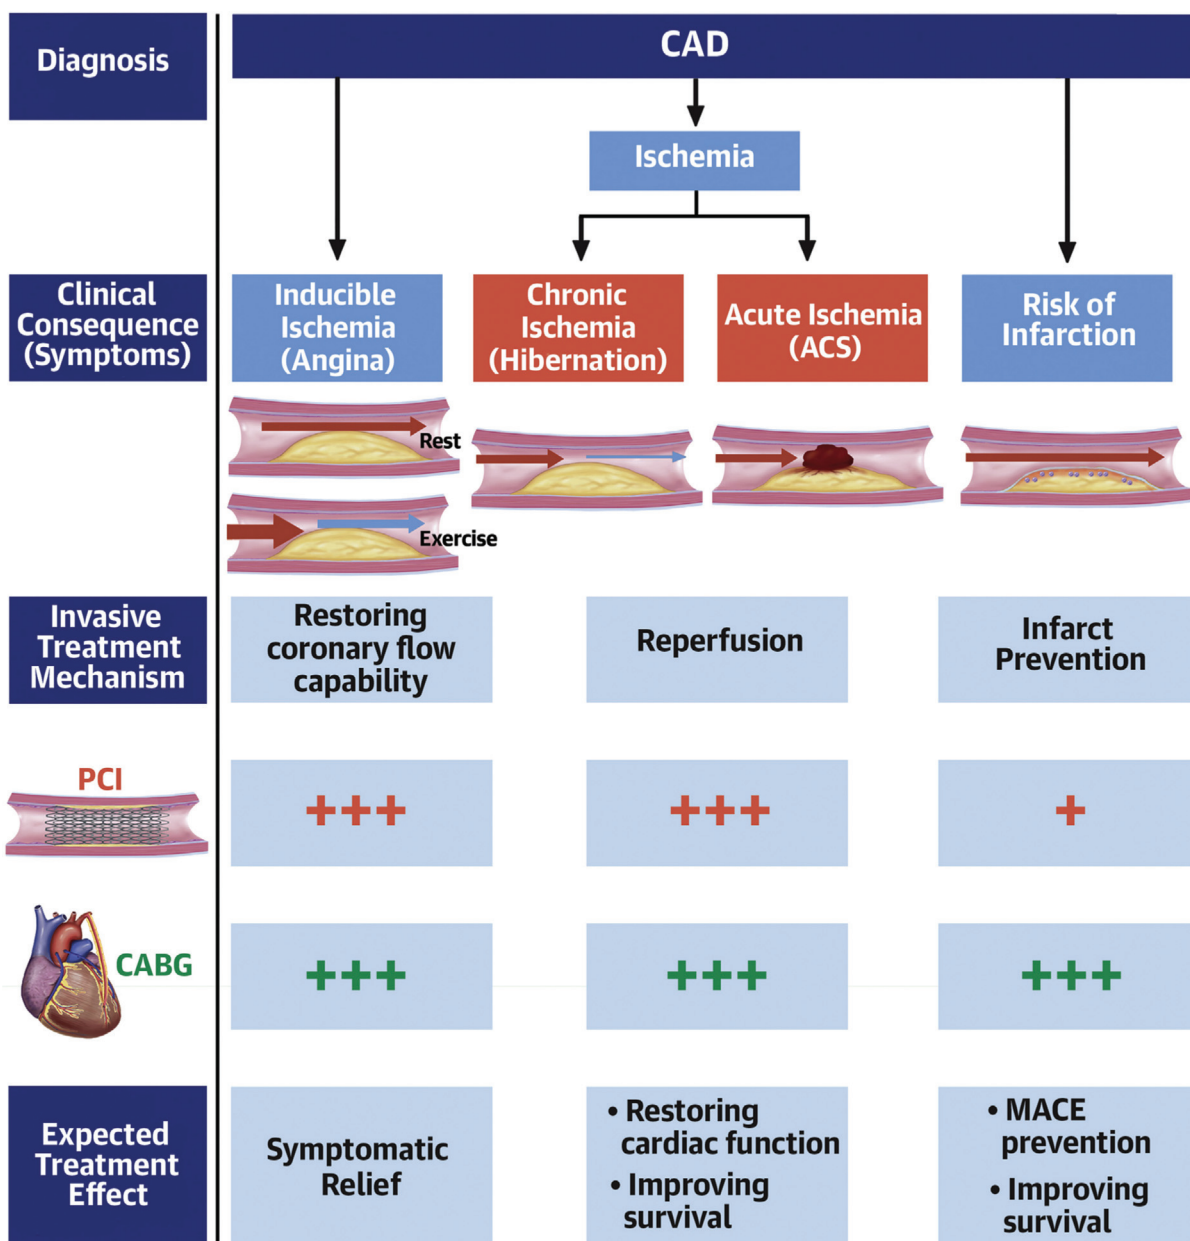 Diagnosis
CAD
Ischemia
Clinical
Consequence
(Symptoms)
Inducible
Ischemia
(Angina)
Chronic
Ischemia
(Hibernation)
Acute Ischemia
(ACS)
Risk of
Infarction
Rest
Exercise
Invasive
Treatment
Mechanism
Restoring
coronary flow
capability
Reperfusion
Infarct
Prevention
PCI
+++
+++
+
CABG
+++
+++
+++
Expected
Treatment
Effect
Symptomatic
Relief
• Restoring
cardiac function
• Improving
survival
• MACE
prevention
• Improving
survival